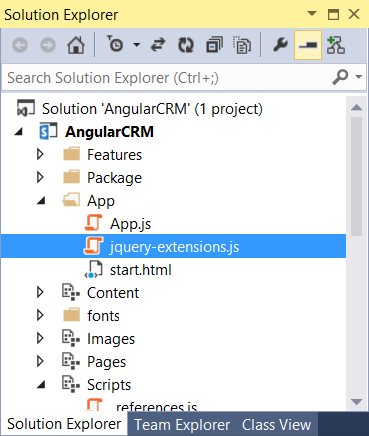 Solution Explorer
Search Solution Explorer (Ctrl+;)
Solution 'AngularCRM' (1 project)
AngularCRM
Features
Package
App
App.js
jquery-extensions.js
start.html
Content
fonts
Images
Pages
Scripts
_references.js
Solution Explorer Team Explorer Class View